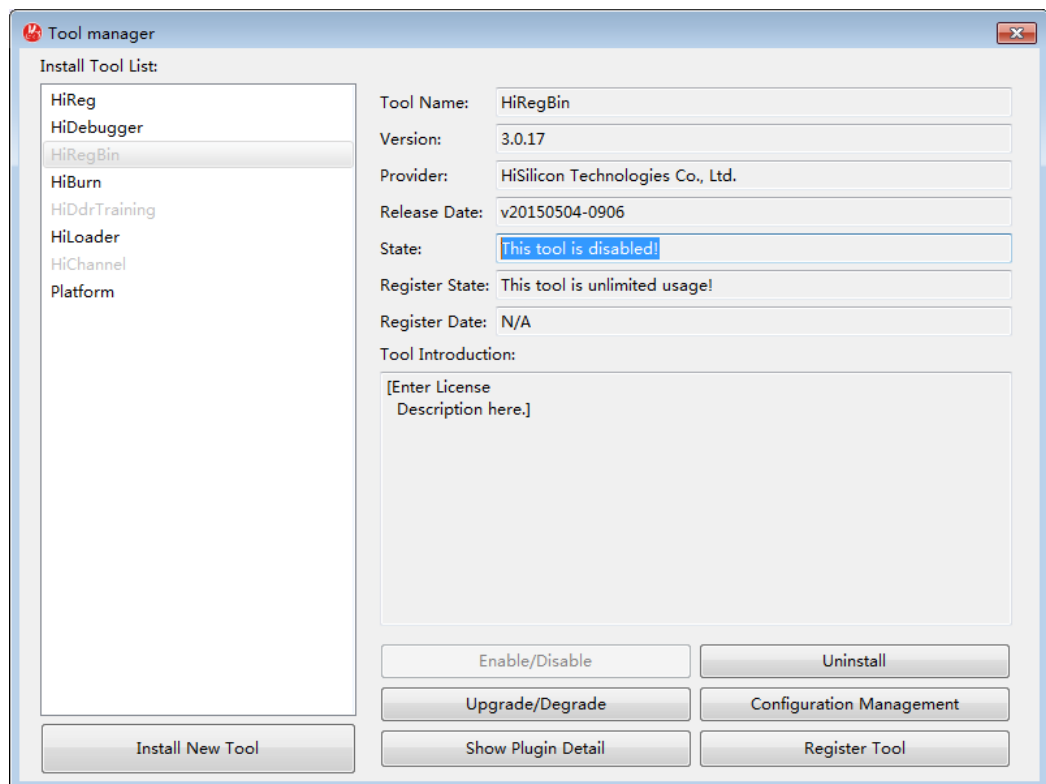 Tool manager
Install Tool List:
HiReg
HiDebugger
HiRegBin
HiBurn
HiDdrTraining
HiLoader
HiChannel
Platform
Install New Tool
Tool Name: HiRegBin
Version: 3.0.17
Provider: HiSilicon Technologies Co., Ltd.
Release Date: v20150504-0906
State: This tool is disabled!
Register State: This tool is unlimited usage!
Register Date: N/A
Tool Introduction:
[Enter License
Description here.]
Enable/Disable Uninstall
Upgrade/Degrade Configuration Management
Show Plugin Detail Register Tool